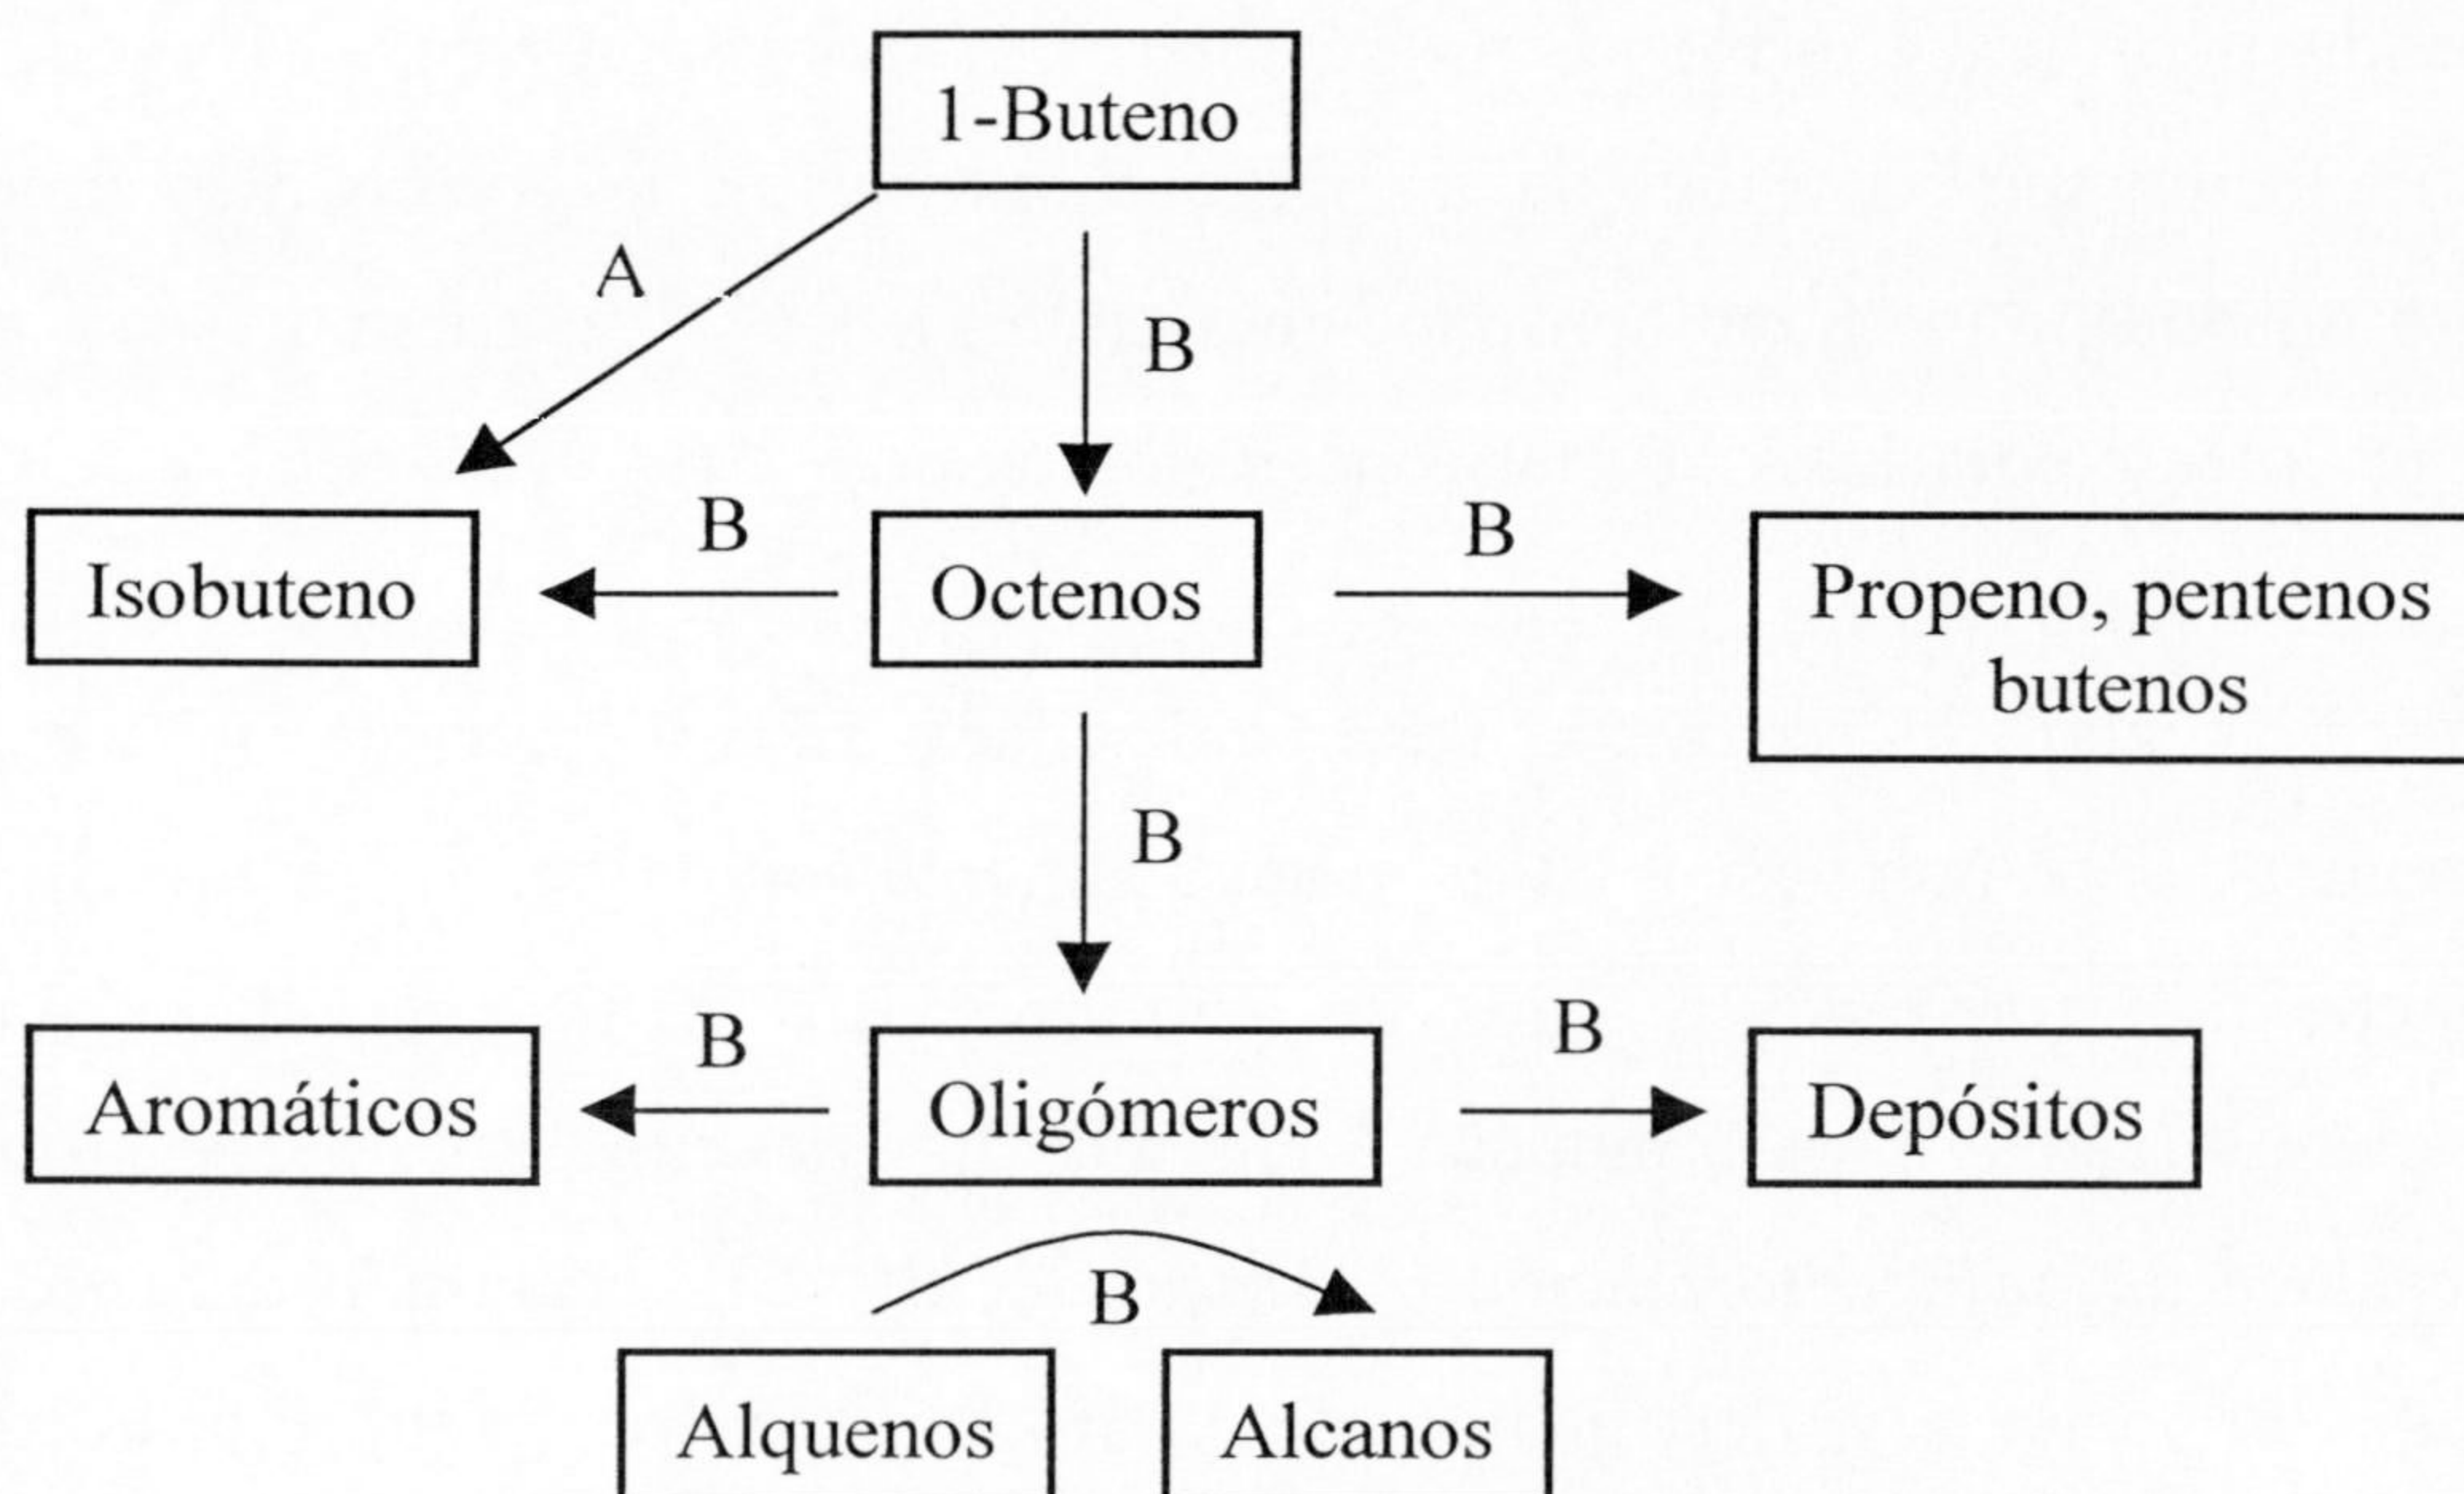 1-Buteno
A
B
Isobuteno
B
Octenos
B
Propeno, pentenos
butenos
B
Aromáticos
B
Oligómeros
B
Depósitos
B
Alquenos
Alcanos